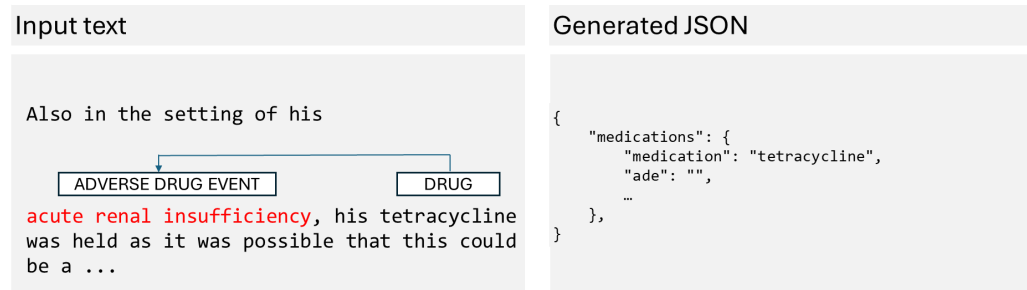 Input text
Also in the setting of his
ADVERSE DRUG EVENT
DRUG
acute renal insufficiency, his tetracycline
was held as it was possible that this could
be a ...
Generated JSON
{
"medications": {
"medication": "tetracycline",
"ade": "",
…
},
}